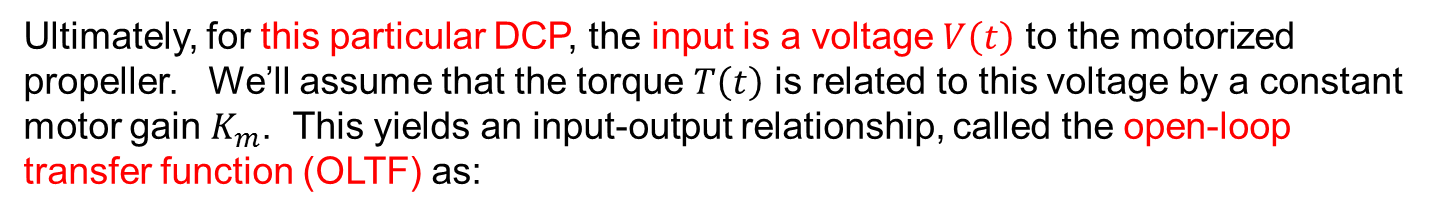 Ultimately, for this particular DCP, the input is a voltage V(t) to the motorized
propeller. We'll assume that the torque T(t) is related to this voltage by a constant
motor gain Kₘ. This yields an input-output relationship, called the open-loop
transfer function (OLTF) as: